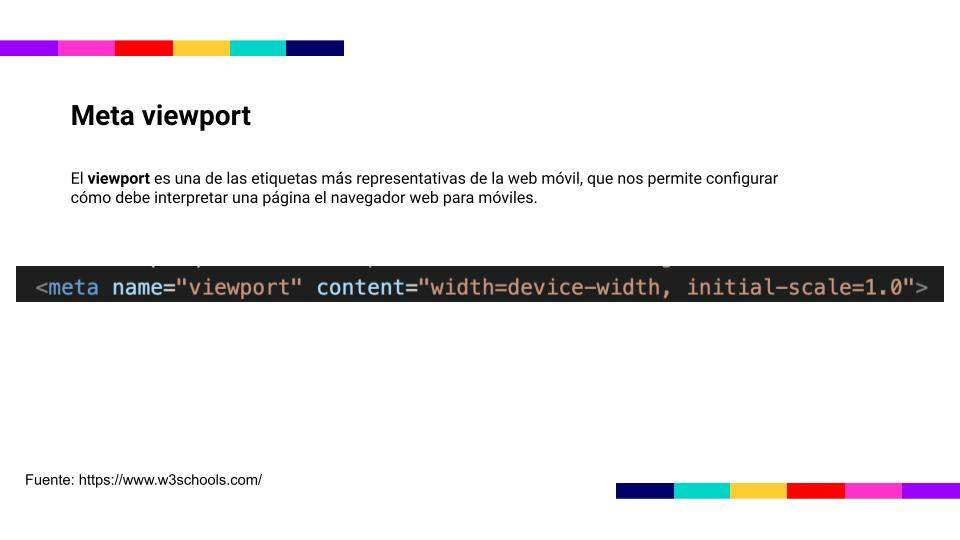 Meta viewport
El viewport es una de las etiquetas más representativas de la web móvil, que nos permite configurar
cómo debe interpretar una página el navegador web para móviles.
<meta name="viewport" content="width=device-width, initial-scale=1.0">
Fuente: https://www.w3schools.com/